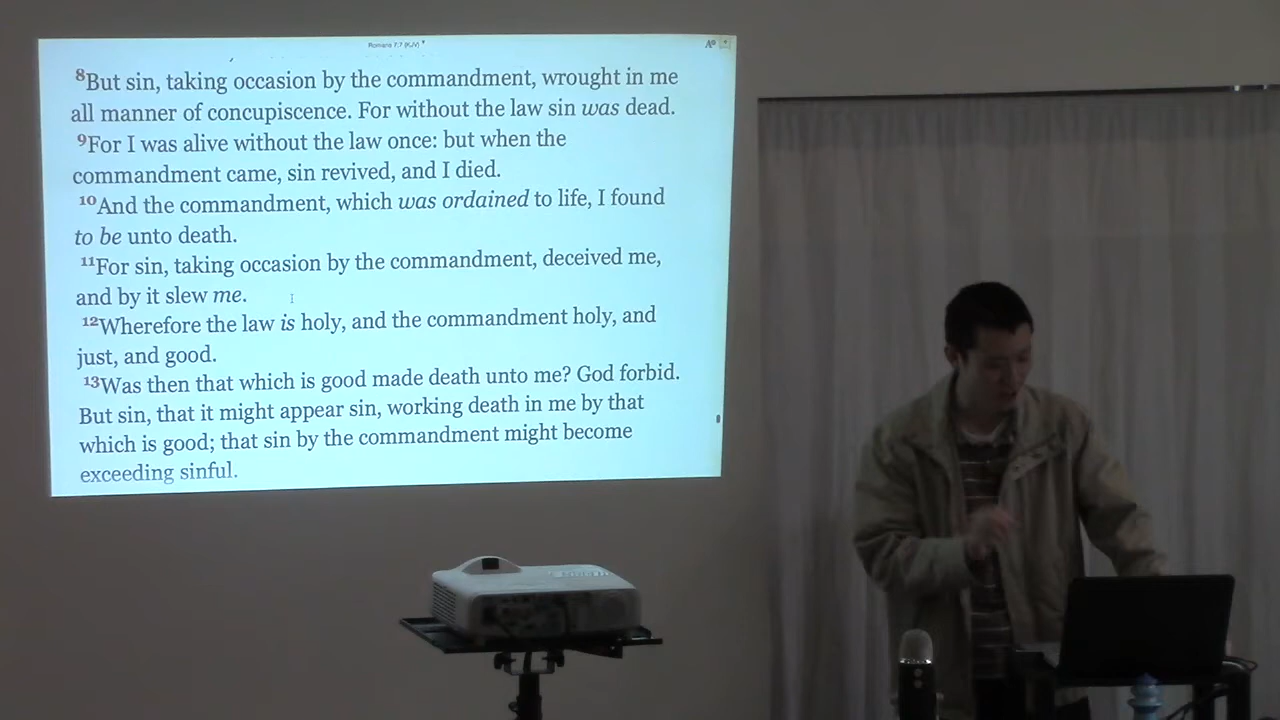 Romans 7:7 (KJV)
8But sin, taking occasion by the commandment, wrought in me
all manner of concupiscence. For without the law sin was dead.
9For I was alive without the law once: but when the
commandment came, sin revived, and I died.
10And the commandment, which was ordained to life, I found
to be unto death.
11For sin, taking occasion by the commandment, deceived me,
and by it slew me.
12Wherefore the law is holy, and the commandment holy, and
just, and good.
13Was then that which is good made death unto me? God forbid.
But sin, that it might appear sin, working death in me by that
which is good; that sin by the commandment might become
exceeding sinful.